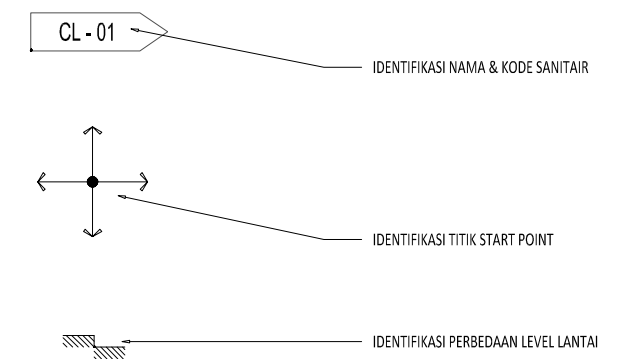 CL - 01
IDENTIFIKASI NAMA & KODE SANITAIR
IDENTIFIKASI TITIK START POINT
IDENTIFIKASI PERBEDAAN LEVEL LANTAI